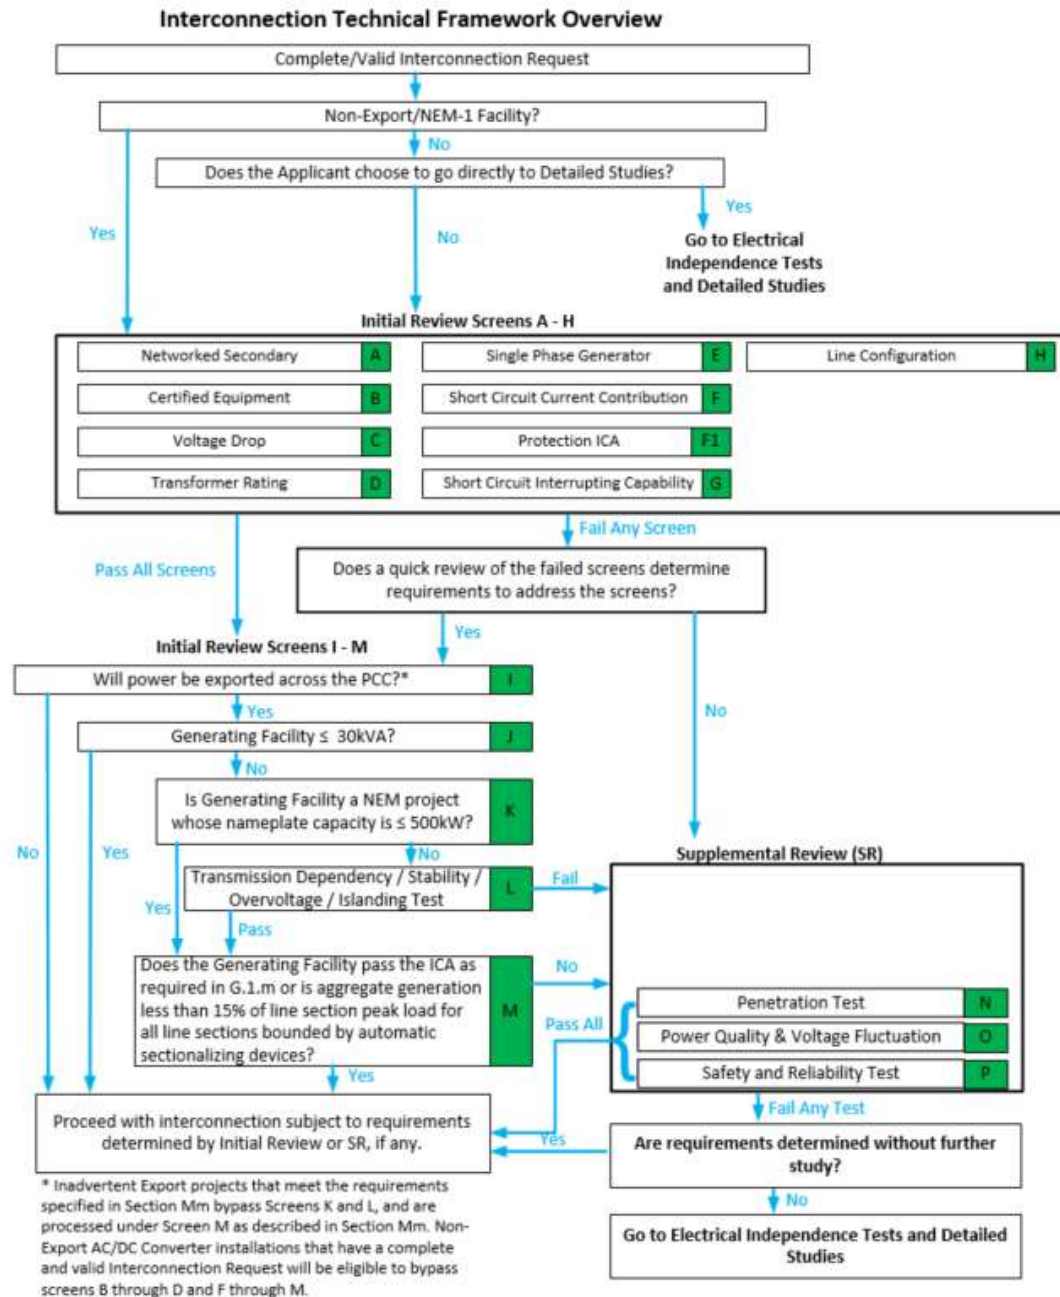 Interconnection Technical Framework Overview
Complete/Valid Interconnection Request
Non-Export/NEM-1 Facility?
No
Does the Applicant choose to go directly to Detailed Studies?
Yes
Yes
No
Go to Electrical
Independence Tests
and Detailed Studies
Initial Review Screens A - H
Networked Secondary A
Single Phase Generator E
Line Configuration H
Certified Equipment B
Short Circuit Current Contribution F
Voltage Drop C
Protection ICA F1
Transformer Rating D
Short Circuit Interrupting Capability G
Fail Any Screen
Pass All Screens
Does a quick review of the failed screens determine
requirements to address the screens?
Yes
Initial Review Screens I - M
Will power be exported across the PCC?* I
Yes
No
Generating Facility ≤ 30kVA? J
No
Is Generating Facility a NEM project
whose nameplate capacity is ≤ 500kW?
K
No
Yes
No
Supplemental Review (SR)
Transmission Dependency / Stability /
Overvoltage / Islanding Test
L
Fail
Yes
Pass
Does the Generating Facility pass the ICA as
required in G.1.m or is aggregate generation
less than 15% of line section peak load for
all line sections bounded by automatic
sectionalizing devices?
M
No
Pass All
Penetration Test N
Power Quality & Voltage Fluctuation O
Safety and Reliability Test P
Yes
Fail Any Test
Proceed with interconnection subject to requirements
determined by Initial Review or SR, if any.
Yes
Are requirements determined without further
study?
No
Go to Electrical Independence Tests and Detailed
Studies
* Inadvertent Export projects that meet the requirements
specified in Section Mm bypass Screens K and L, and are
processed under Screen M as described in Section Mm. Non-
Export AC/DC Converter installations that have a complete
and valid Interconnection Request will be eligible to bypass
screens B through D and F through M.